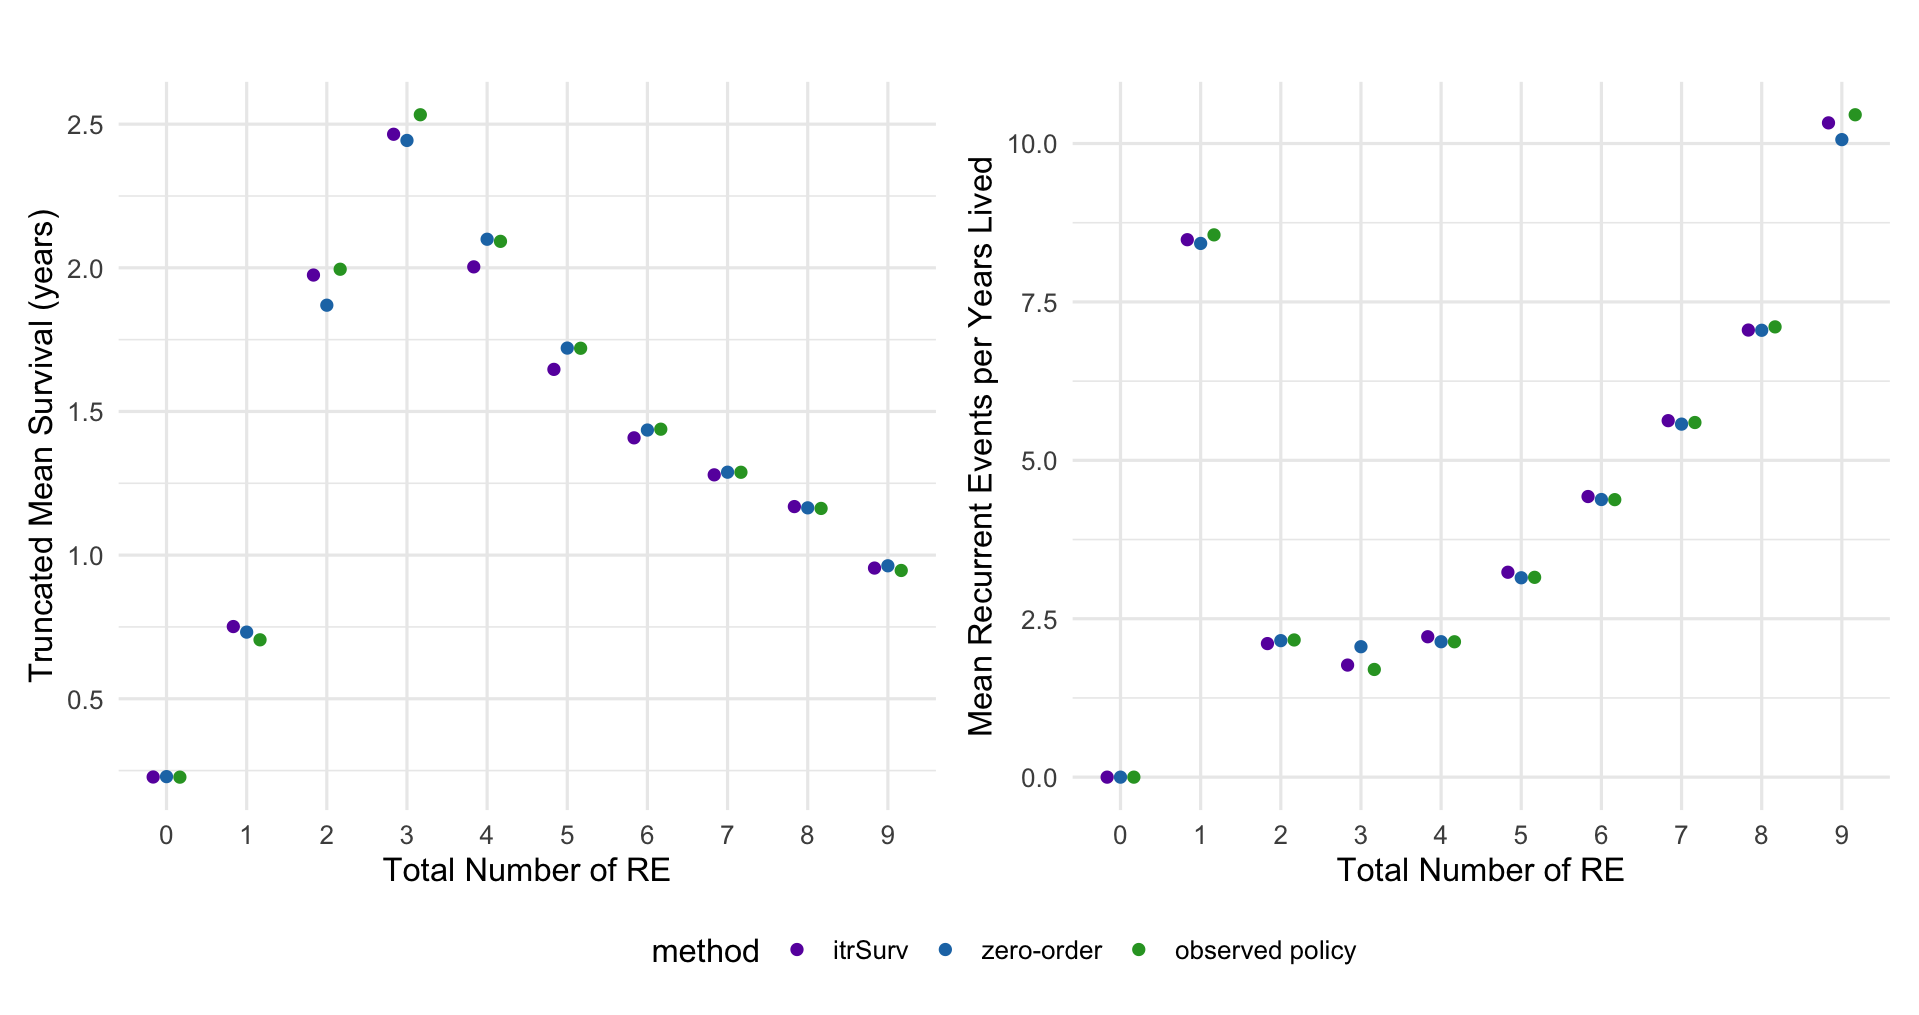 Truncated Mean Survival (years)
2.5
2.0
1.5
1.0
0.5
0 1 2 3 4 5 6 7 8 9
Total Number of RE
Mean Recurrent Events per Years Lived
10.0
7.5
5.0
2.5
0.0
0 1 2 3 4 5 6 7 8 9
Total Number of RE
method itrSurv zero-order observed policy